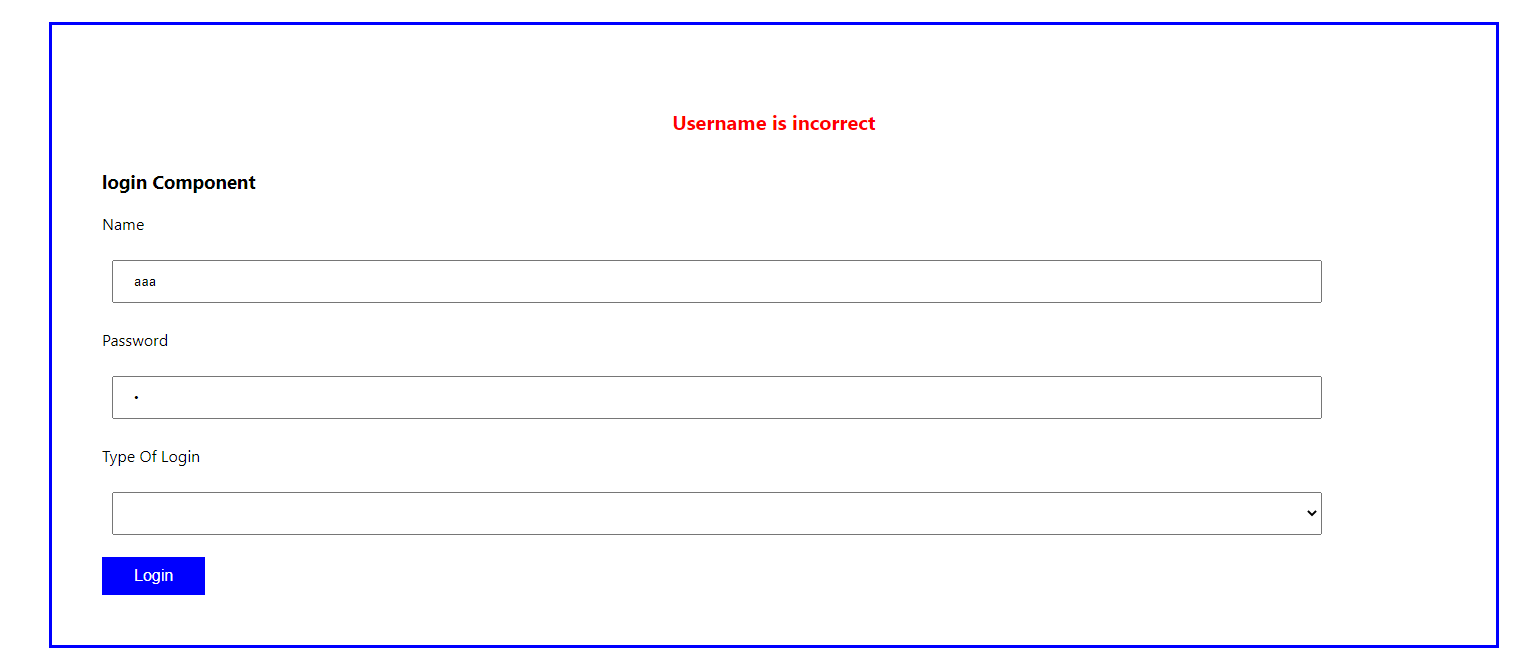 Username is incorrect
login Component
Name
aaa
Password
•
Type Of Login
Login